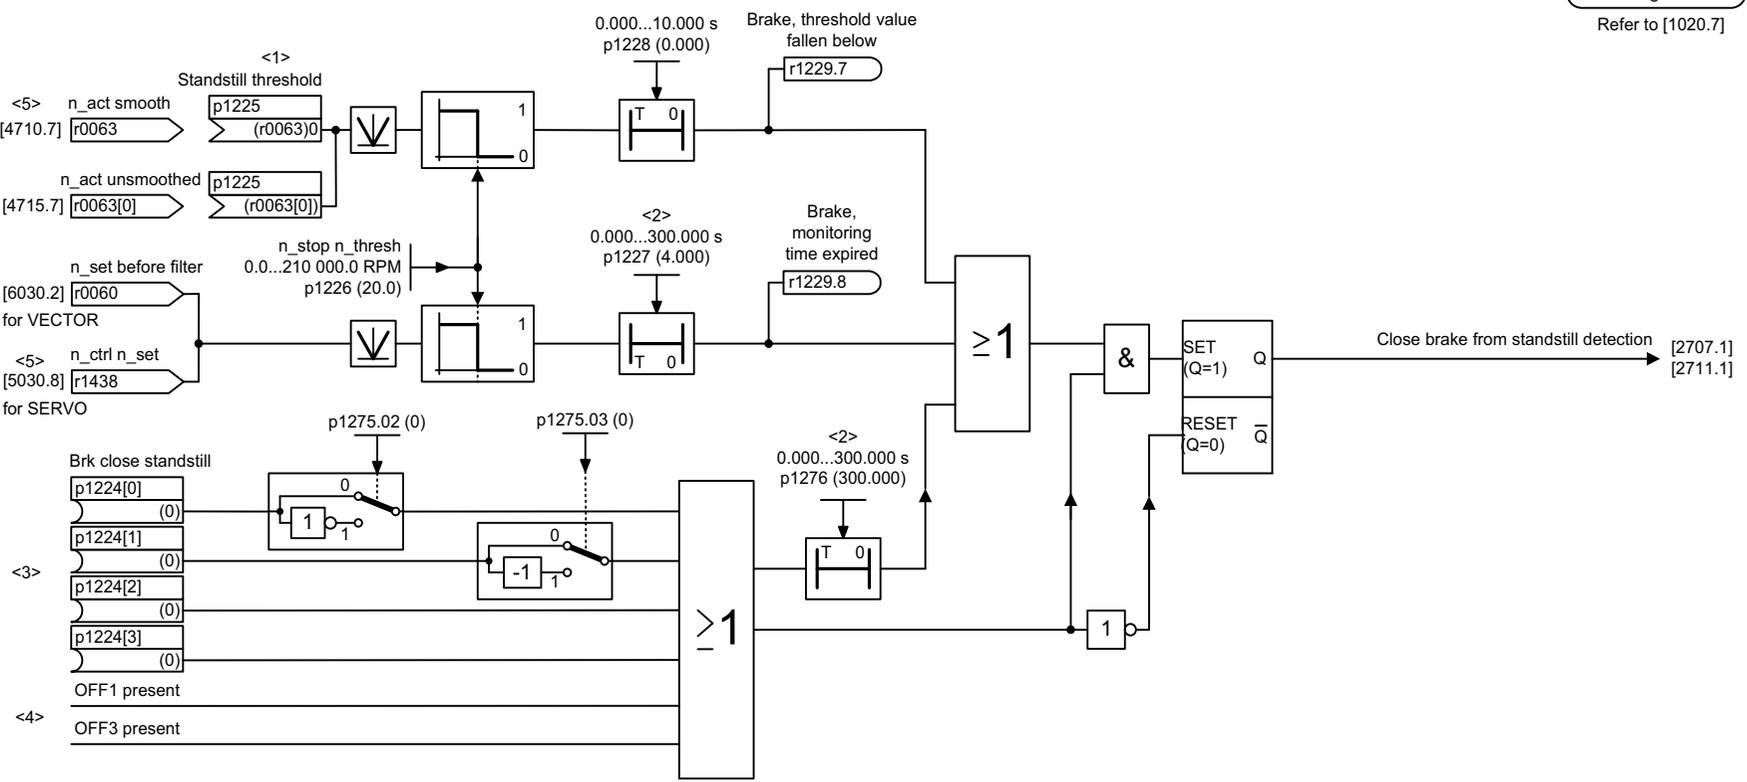 Refer to [1020.7]
0.000...10.000 s
p1228 (0.000)
Brake, threshold value
fallen below
r1229.7
<1>
Standstill threshold
<5>
n_act smooth
[4710.7]
r0063
p1225
(r0063)0
1
0
T 0
n_act unsmoothed
[4715.7]
r0063[0]
p1225
(r0063[0])
n_stop n_thresh
0.0...210 000.0 RPM
p1226 (20.0)
<2>
0.000...300.000 s
p1227 (4.000)
Brake,
monitoring
time expired
r1229.8
n_set before filter
[6030.2]
r0060
for VECTOR
<5>
n_ctrl n_set
[5030.8]
r1438
for SERVO
1
0
T 0
≥1
&
SET
(Q=1)
Q
RESET
(Q=0)
Q̅
Close brake from standstill detection
[2707.1]
[2711.1]
p1275.02 (0)
p1275.03 (0)
<2>
0.000...300.000 s
p1276 (300.000)
T 0
Brk close standstill
<3>
p1224[0]
(0)
0
1
1
p1224[1]
(0)
0
-1
1
p1224[2]
(0)
p1224[3]
(0)
≥1
1
<4>
OFF1 present
OFF3 present